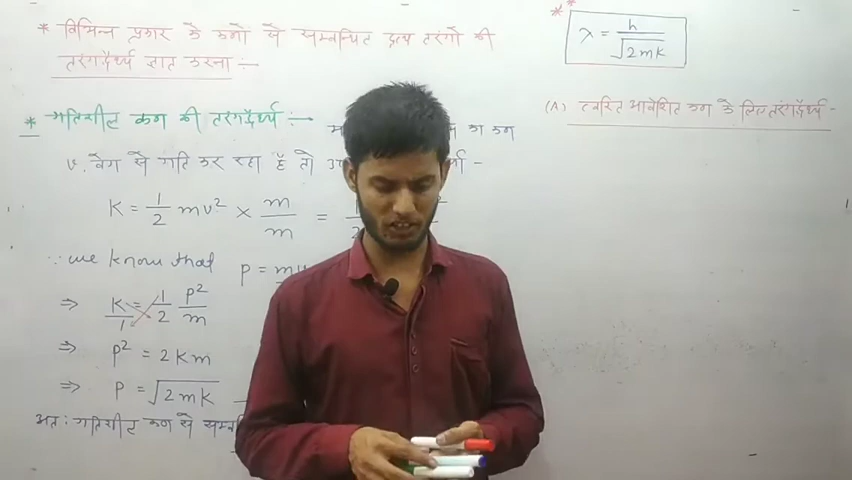 * विभिन्न प्रकार के कणों से सम्बन्धित द्रव्य तरंगों की
तरंगदैर्ध्य ज्ञात करना :-
* गतिशील कण की तरंगदैर्ध्य :-
का कण
v. वेग से गति कर रहा है तो
K = 1/2 mv² × m/m =
∵ we know that p = m
⇒ K/1 = 1/2 p²/m
⇒ p² = 2Km
⇒ p = √2mK
अत: गतिशील कण से
** λ = h/√2mK
(A) त्वरित आवेशित कण के लिए तरंगदैर्ध्य -